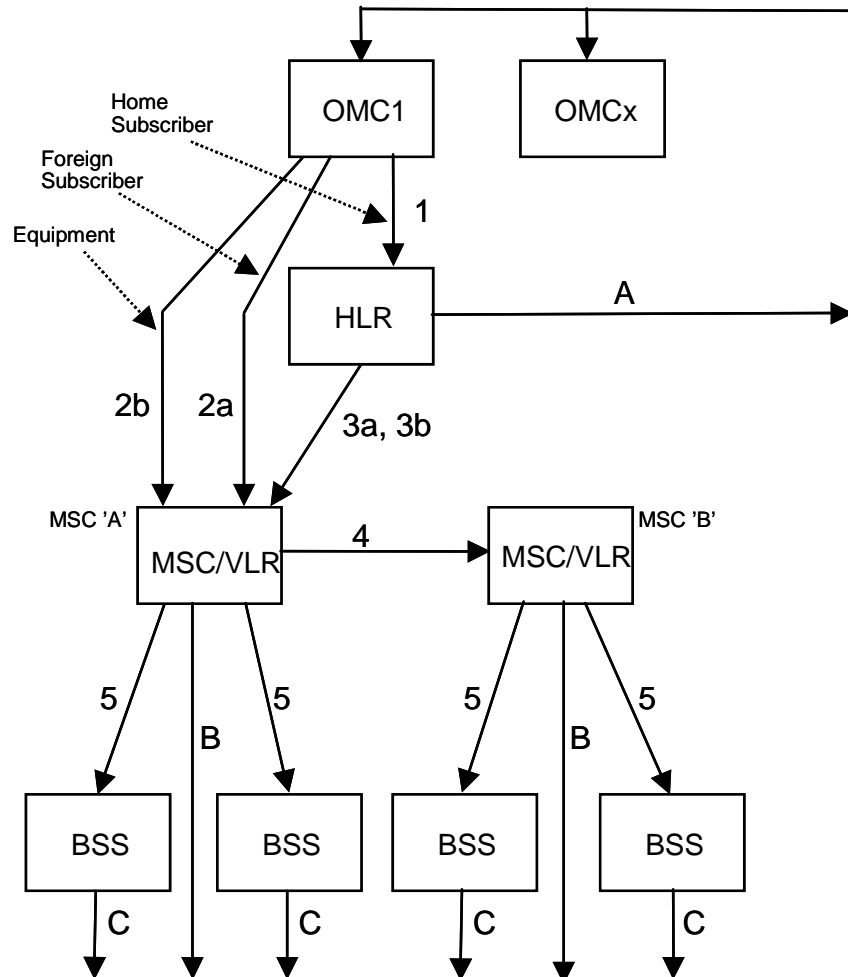 OMC1
OMCx
Home
Subscriber
Foreign
Subscriber
Equipment
1
HLR
A
2b
2a
3a, 3b
MSC 'A'
MSC/VLR
4
MSC/VLR
MSC 'B'
5
B
5
5
B
5
BSS
BSS
BSS
BSS
C
C
C
C